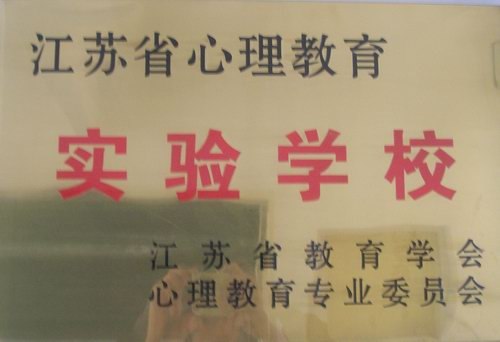 江苏省心理教育
实验学校
江苏省教育学会
心理教育专业委员会